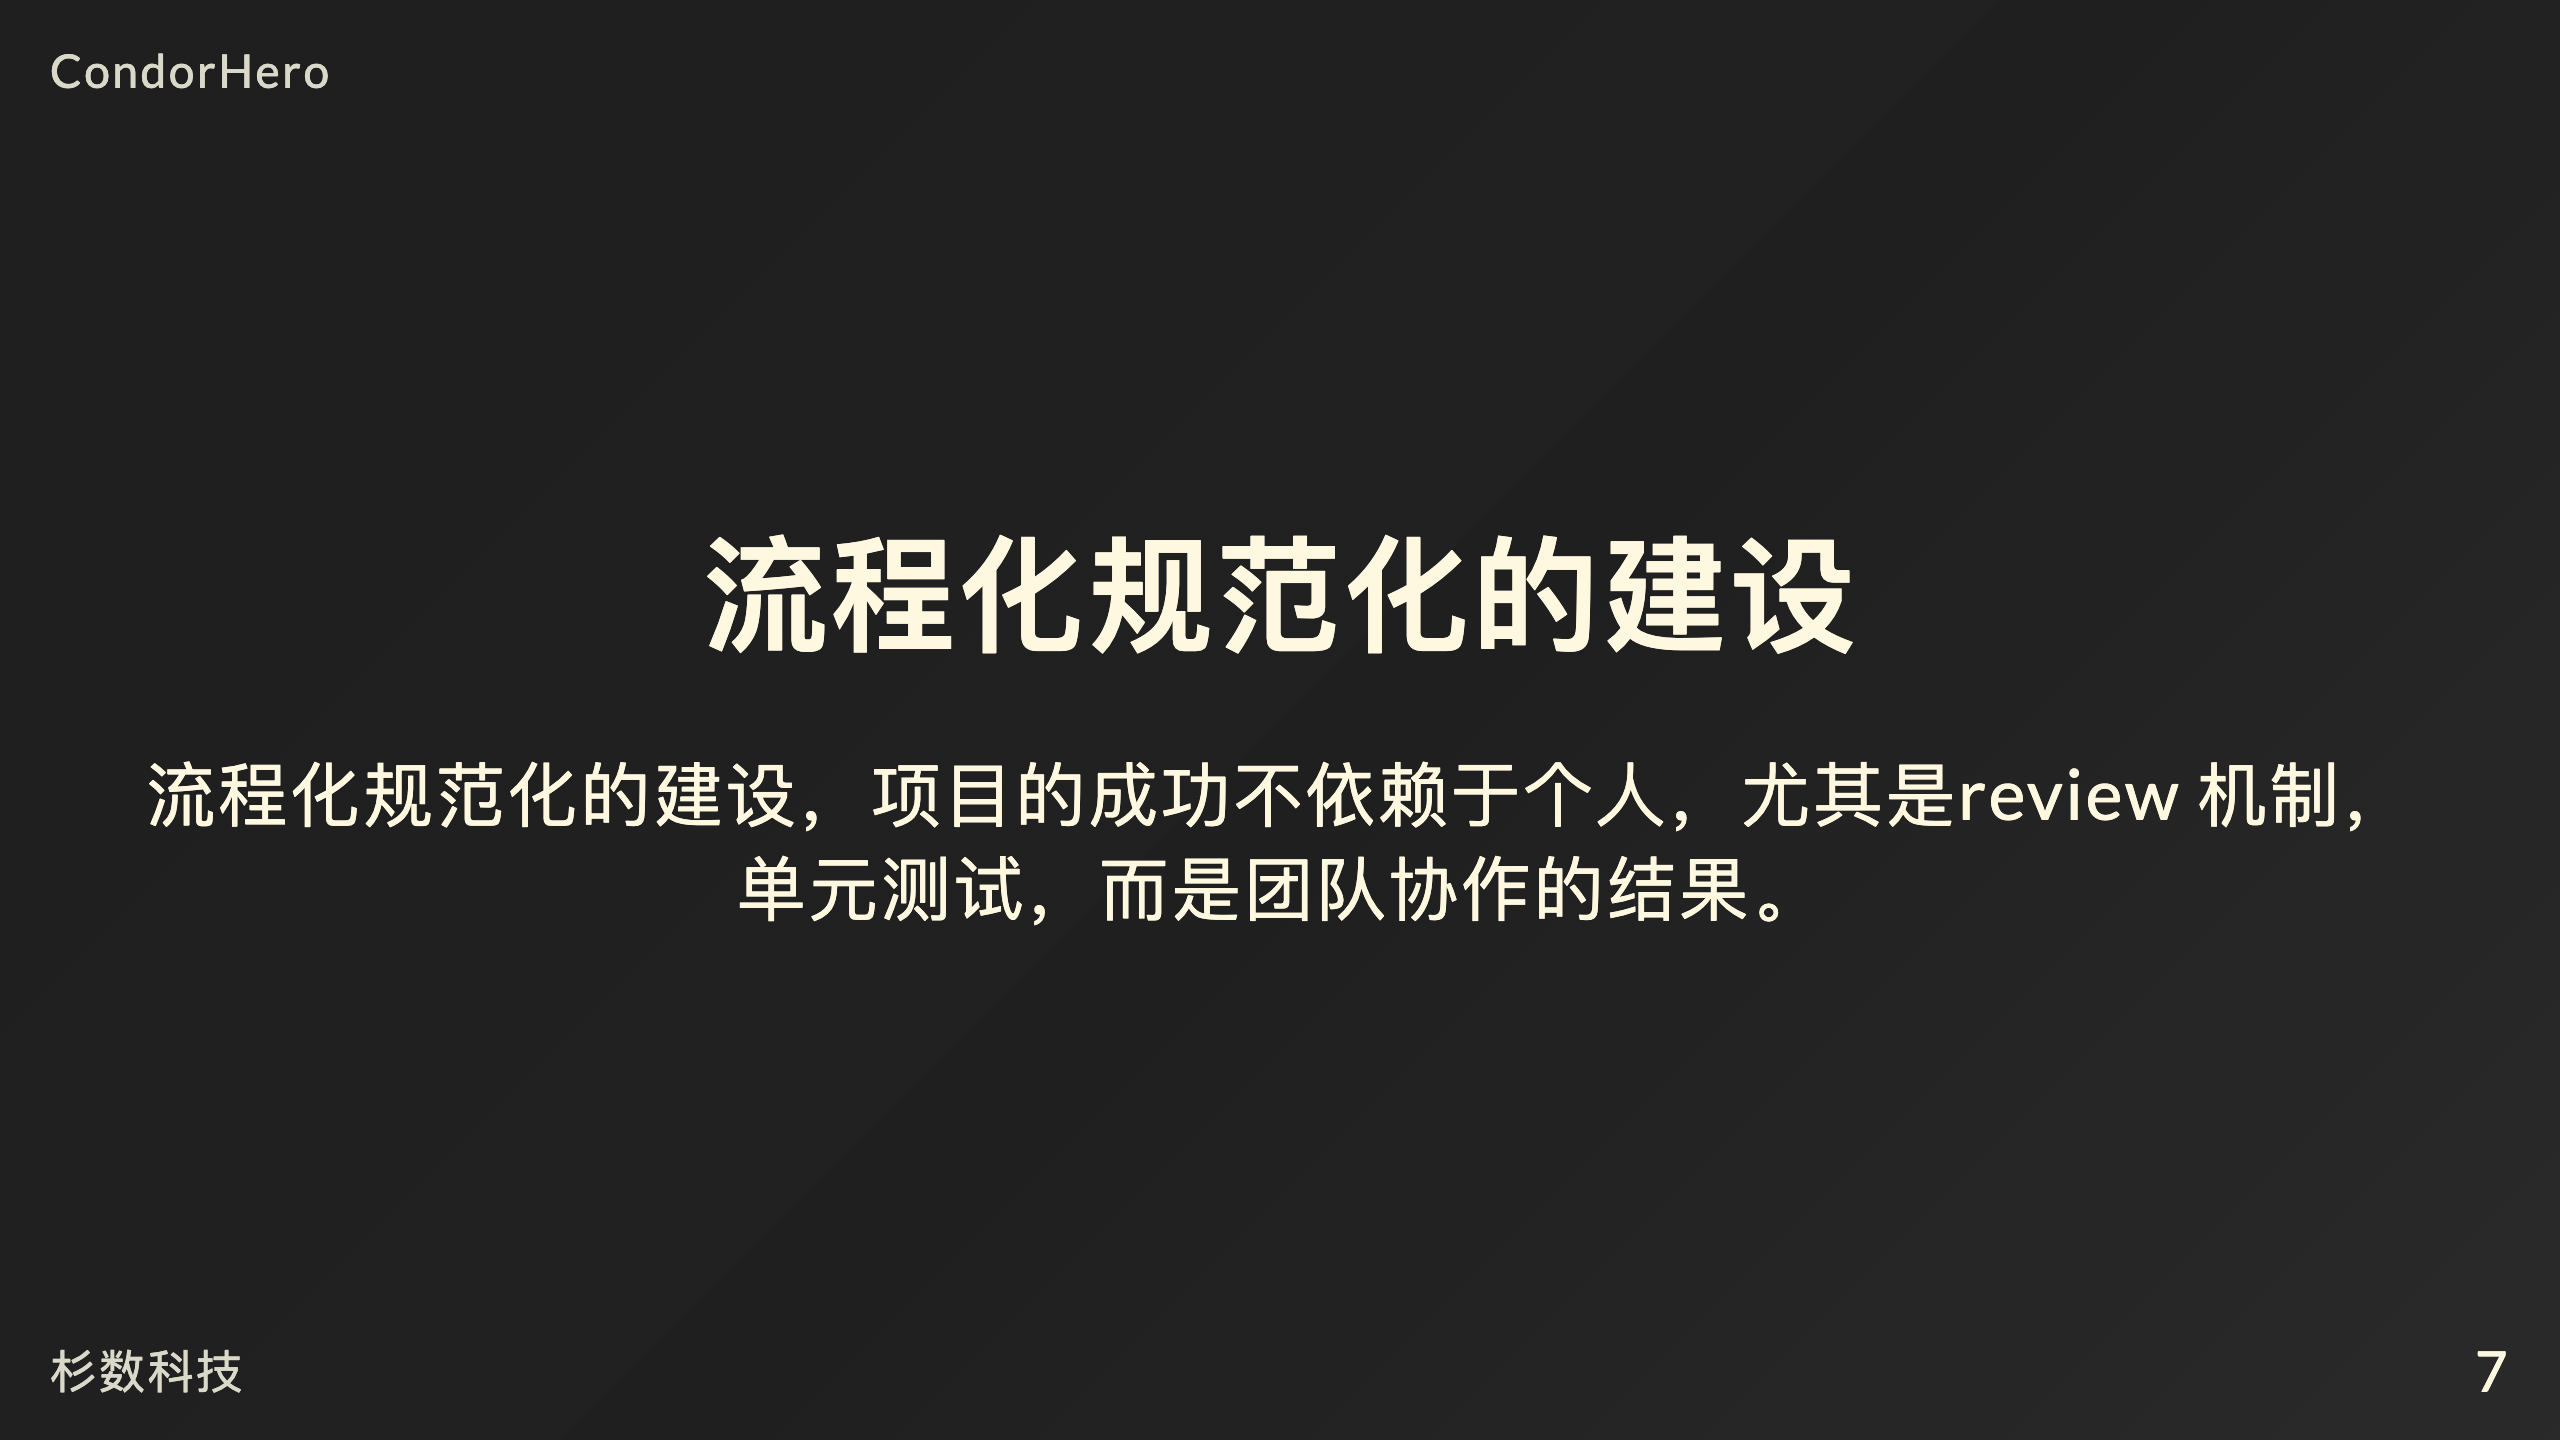 CondorHero
流程化规范化的建设
流程化规范化的建设，项目的成功不依赖于个人，尤其是review 机制，
单元测试，而是团队协作的结果。
杉数科技
7